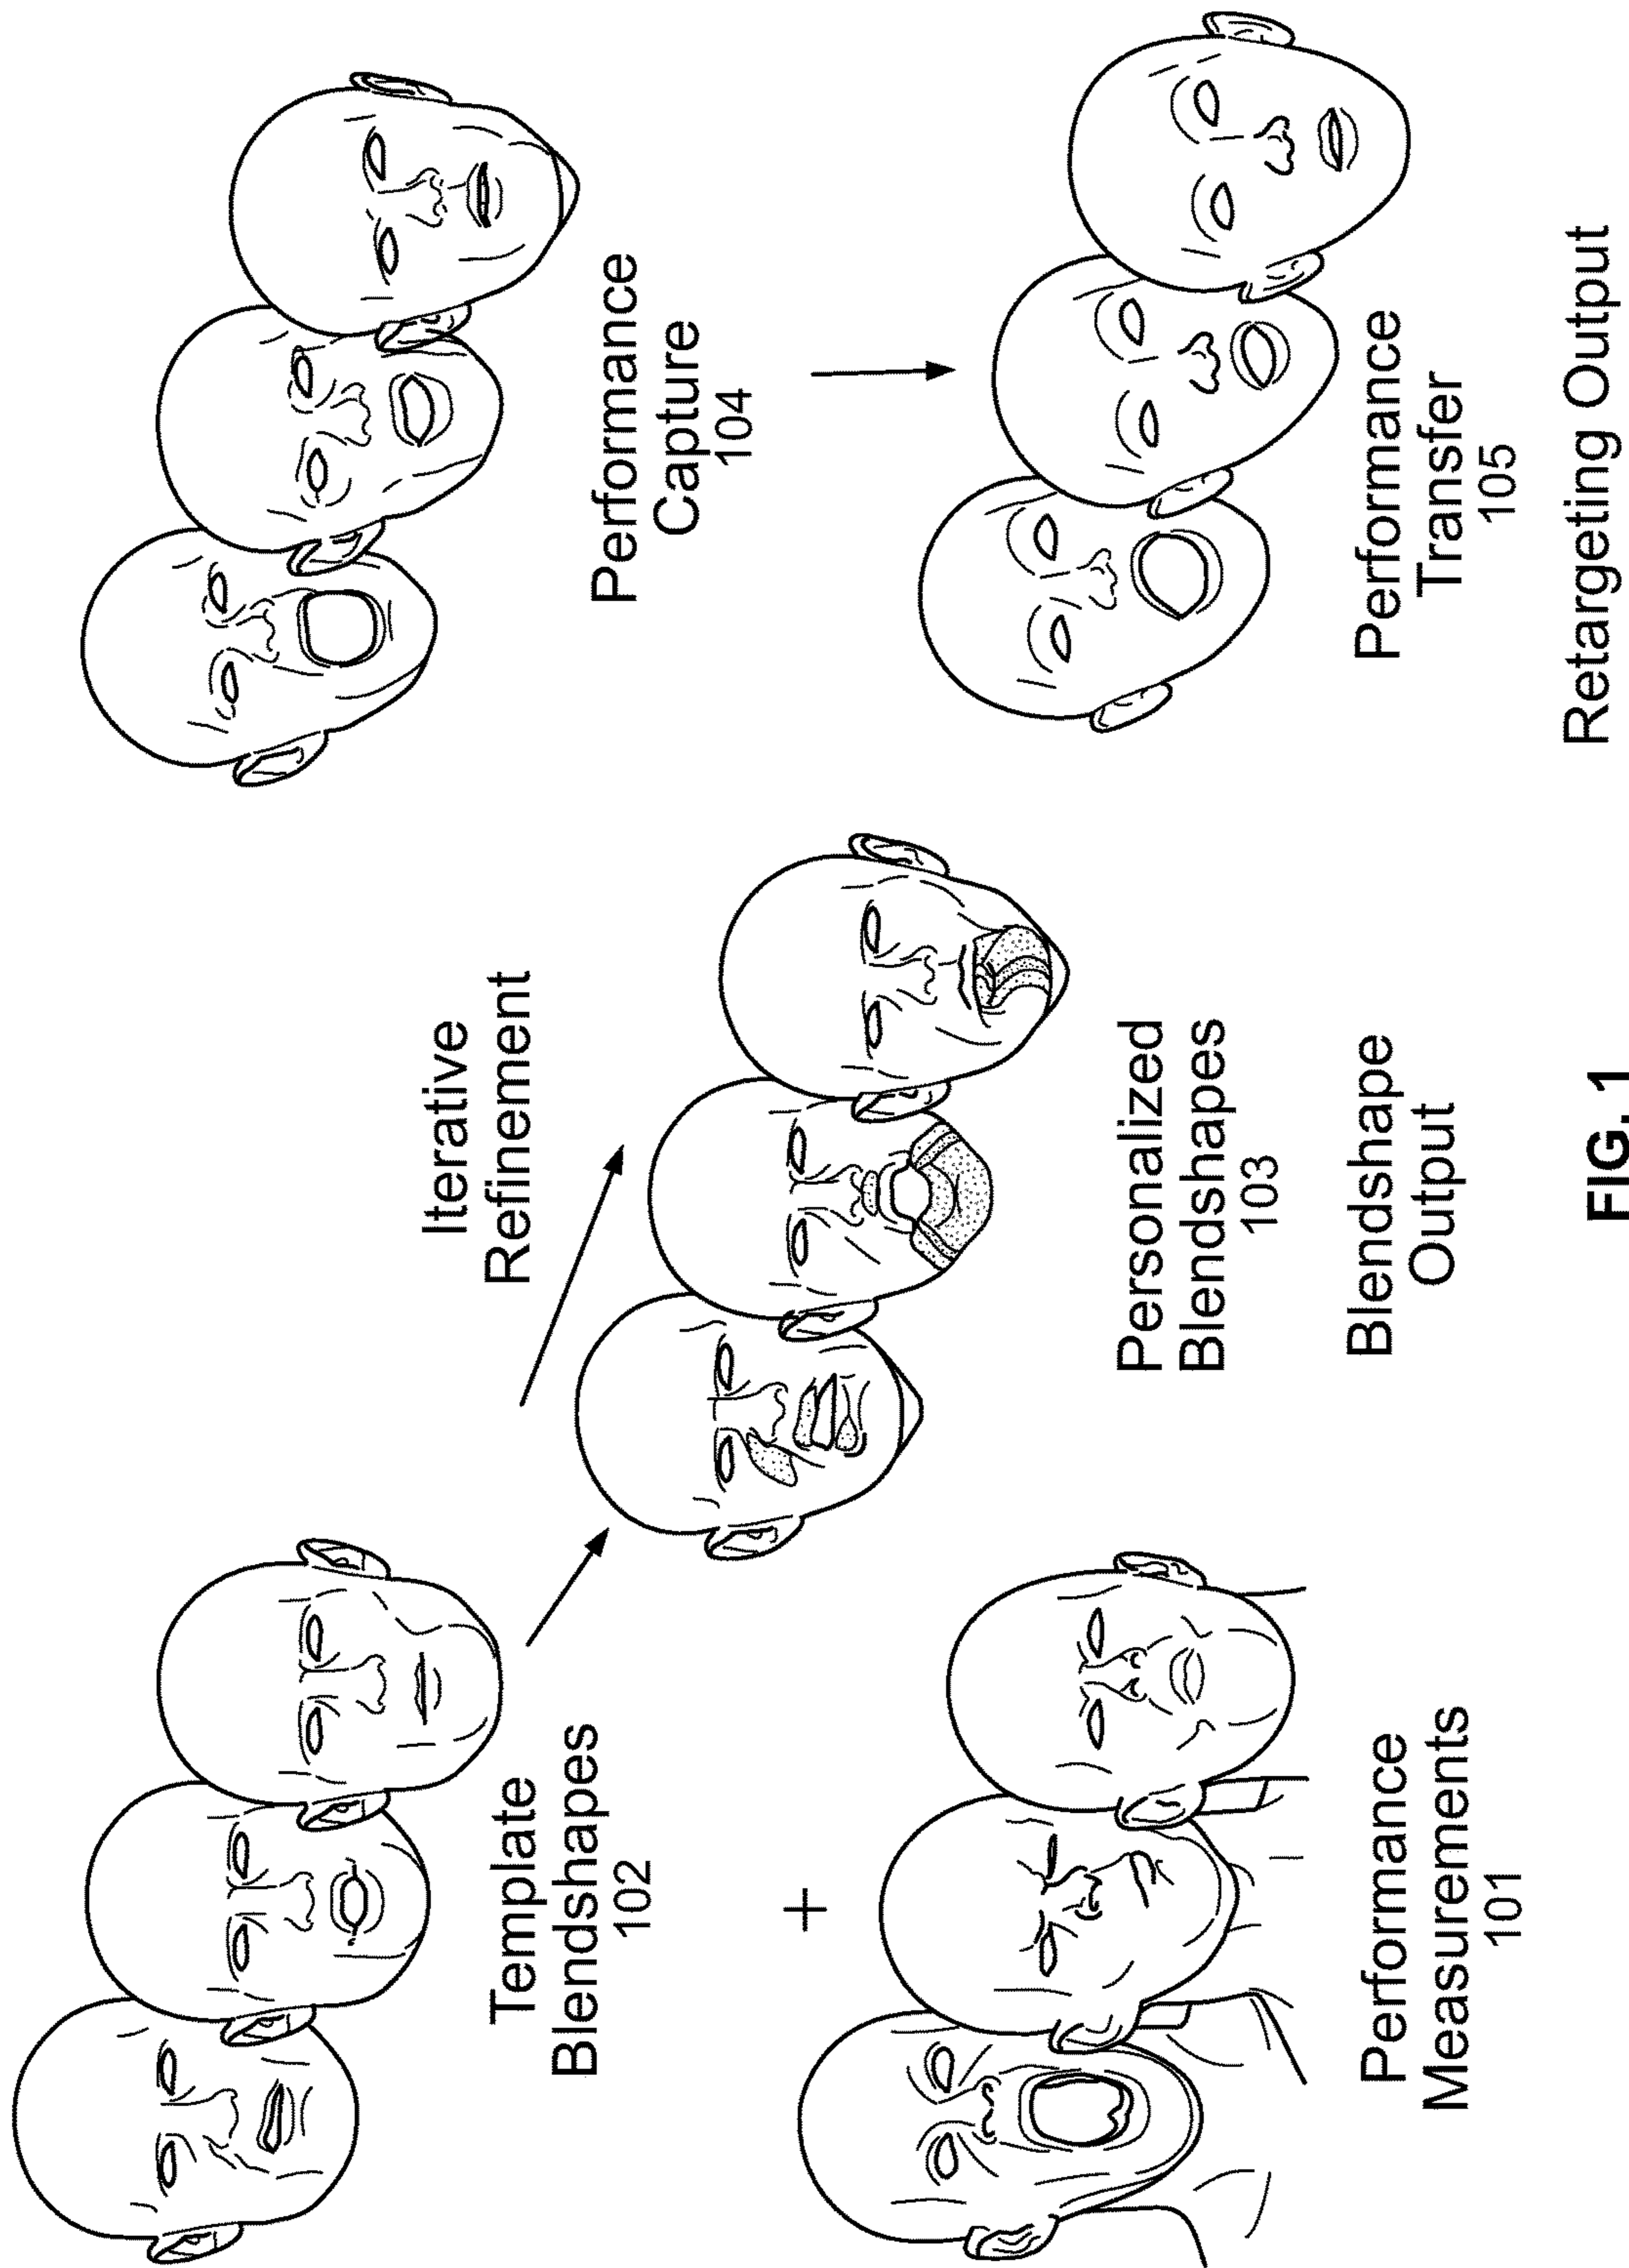 Template
Blendshapes
102
+
Performance
Measurements
101
Iterative
Refinement
Personalized
Blendshapes
103
Blendshape
Output
Performance
Capture
104
Performance
Transfer
105
Retargeting Output
FIG. 1